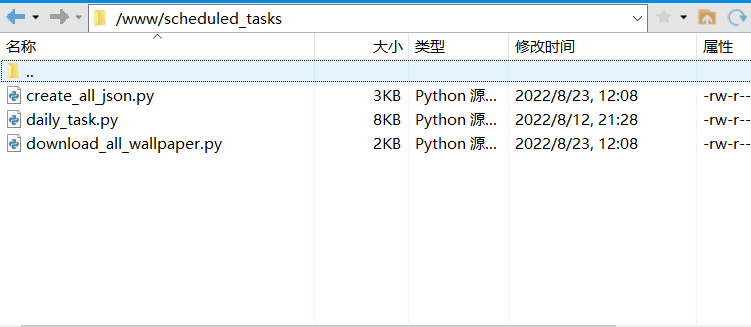 /www/scheduled_tasks
名称 大小 类型 修改时间 属性
..
create_all_json.py 3KB Python 源... 2022/8/23, 12:08 -rw-r--
daily_task.py 8KB Python 源... 2022/8/12, 21:28 -rw-r--
download_all_wallpaper.py 2KB Python 源... 2022/8/23, 12:08 -rw-r--